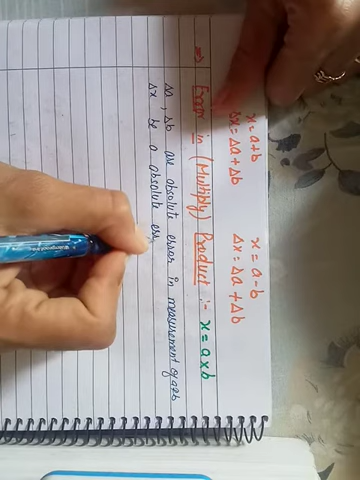 x = a+b
x = a-b
Δx = Δa + Δb
Δx = Δa + Δb
⇒ Error in (Multiply) Product :- x = a x b
Δa, Δb are absolute error in measurement of a & b
Δx be a absolute err